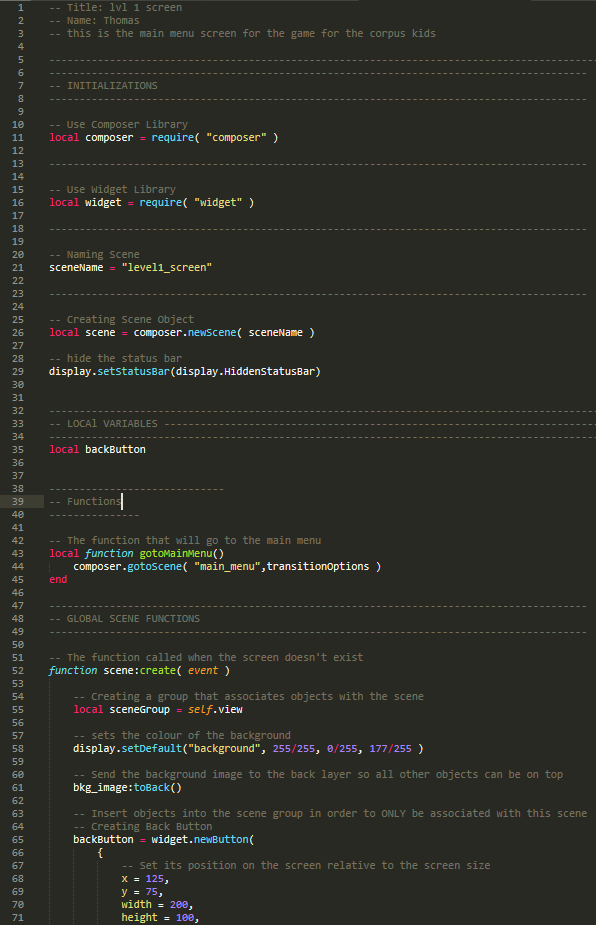 1 -- Title: lvl 1 screen
2 -- Name: Thomas
3 -- this is the main menu screen for the game for the corpus kids
4
5 -----------------------------------------------------------------------------------------
6 -----------------------------------------------------------------------------------------
7 -- INITIALIZATIONS
8 -----------------------------------------------------------------------------------------
9
10 -- Use Composer Library
11 local composer = require( "composer" )
12
13 -----------------------------------------------------------------------------------------
14
15 -- Use Widget Library
16 local widget = require( "widget" )
17
18 -----------------------------------------------------------------------------------------
19
20 -- Naming Scene
21 sceneName = "level1_screen"
22
23 -----------------------------------------------------------------------------------------
24
25 -- Creating Scene Object
26 local scene = composer.newScene( sceneName )
27
28 -- hide the status bar
29 display.setStatusBar(display.HiddenStatusBar)
30
31
32 -----------------------------------------------------------------------------------------
33 -- LOCAl VARIABLES -----------------------------------------------------------------------
34 -----------------------------------------------------------------------------------------
35 local backButton
36
37
38 -----------------------------
39 -- Functions
40 ---------------
41
42 -- The function that will go to the main menu
43 local function gotoMainMenu()
44 composer.gotoScene( "main_menu",transitionOptions )
45 end
46
47 -----------------------------------------------------------------------------------------
48 -- GLOBAL SCENE FUNCTIONS
49 -----------------------------------------------------------------------------------------
50
51 -- The function called when the screen doesn't exist
52 function scene:create( event )
53
54 -- Creating a group that associates objects with the scene
55 local sceneGroup = self.view
56
57 -- sets the colour of the background
58 display.setDefault("background", 255/255, 0/255, 177/255 )
59
60 -- Send the background image to the back layer so all other objects can be on top
61 bkg_image:toBack()
62
63 -- Insert objects into the scene group in order to ONLY be associated with this scene
64 -- Creating Back Button
65 backButton = widget.newButton(
66 {
67 -- Set its position on the screen relative to the screen size
68 x = 125,
69 y = 75,
70 width = 200,
71 height = 100,